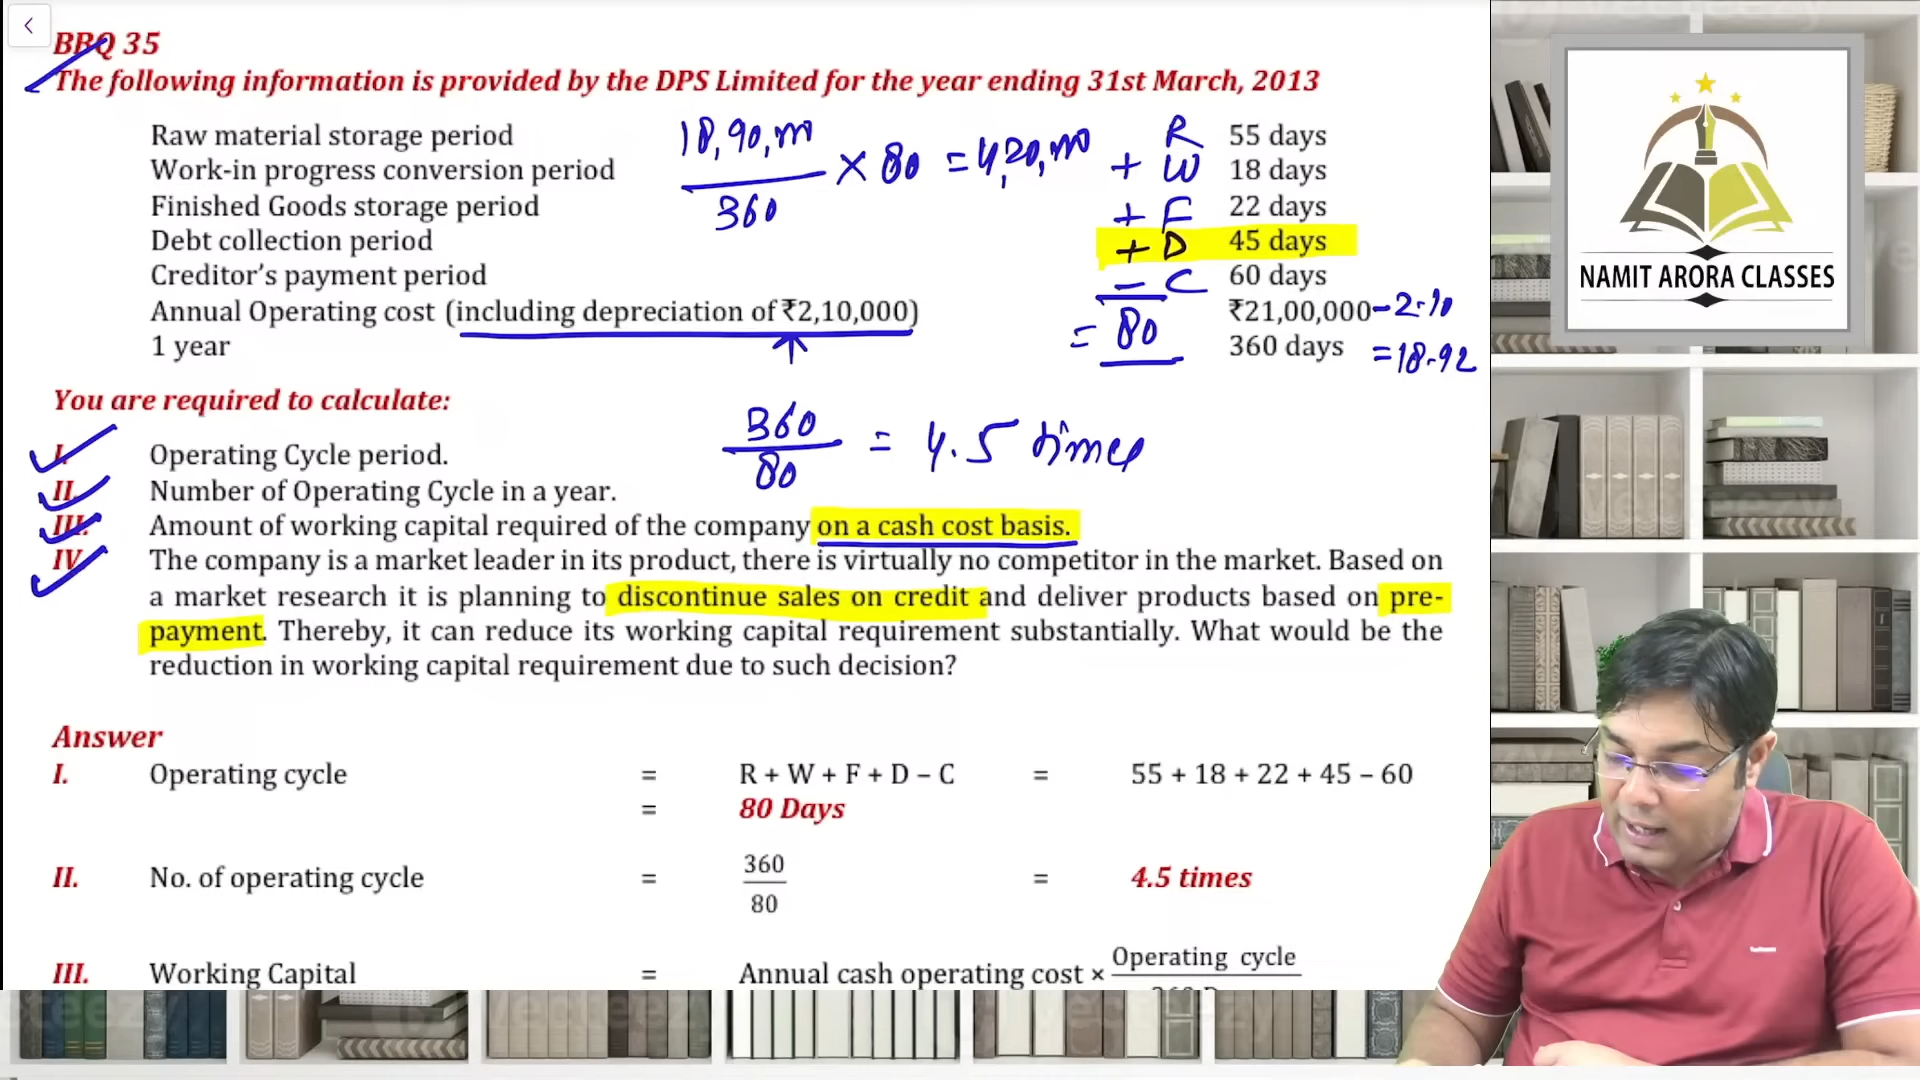 BBQ 35
The following information is provided by the DPS Limited for the year ending 31st March, 2013
Raw material storage period 55 days
Work-in progress conversion period 18 days
Finished Goods storage period 22 days
Debt collection period 45 days
Creditor's payment period 60 days
Annual Operating cost (including depreciation of ₹2,10,000) ₹21,00,000
1 year 360 days
18,90,m
360
× 80 = 4,20,m
R
+ W
+ F
+ D
- C
= 80
-2.10
=18.92
You are required to calculate:
360
80
= 4.5 times
I. Operating Cycle period.
II. Number of Operating Cycle in a year.
III. Amount of working capital required of the company on a cash cost basis.
IV. The company is a market leader in its product, there is virtually no competitor in the market. Based on
a market research it is planning to discontinue sales on credit and deliver products based on pre-
payment. Thereby, it can reduce its working capital requirement substantially. What would be the
reduction in working capital requirement due to such decision?
Answer
I. Operating cycle = R + W + F + D – C = 55 + 18 + 22 + 45 – 60
= 80 Days
II. No. of operating cycle = 360
80
= 4.5 times
III. Working Capital = Annual cash operating cost × Operating cycle
NAMIT ARORA CLASSES